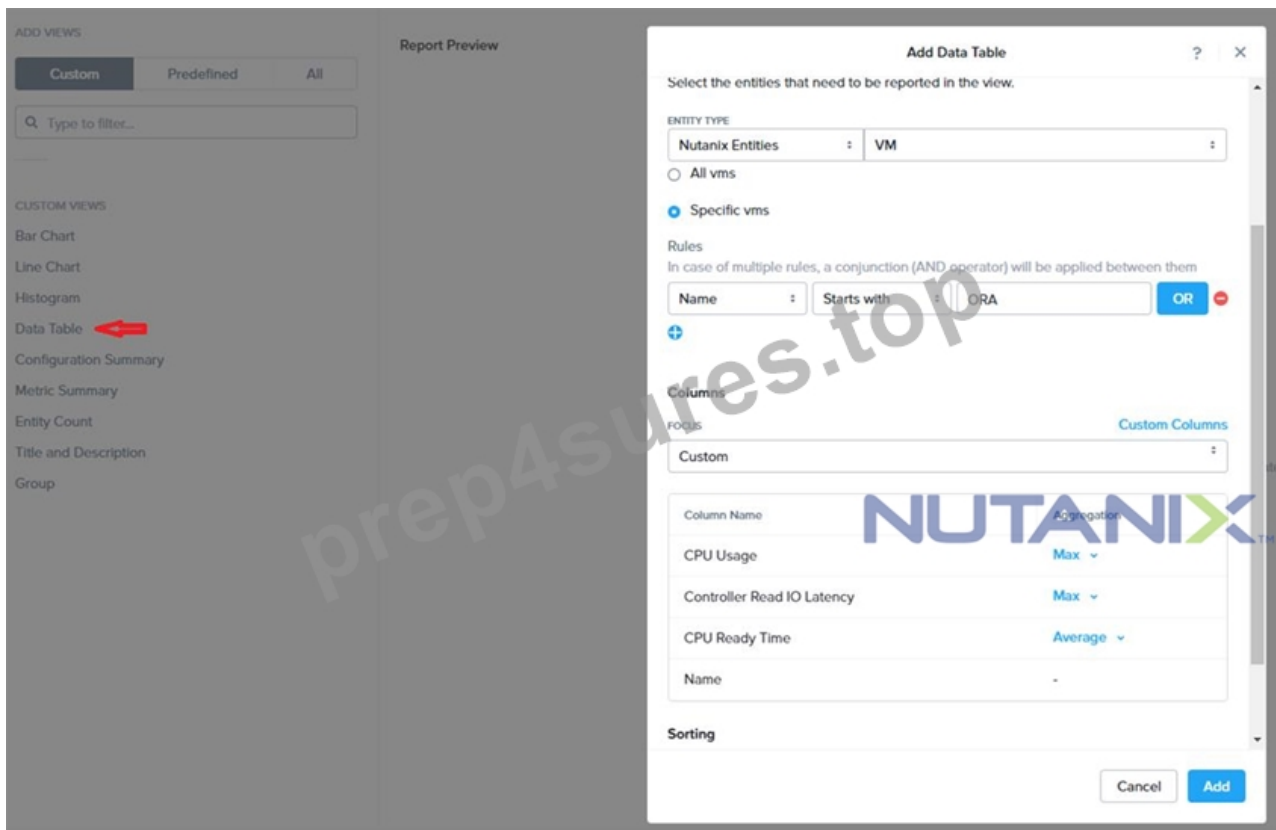 ADD VIEWS
Custom Predefined All
Type to filter...
CUSTOM VIEWS
Bar Chart
Line Chart
Histogram
Data Table
Configuration Summary
Metric Summary
Entity Count
Title and Description
Group
Report Preview
Add Data Table ?
Select the entities that need to be reported in the view.
ENTITY TYPE
Nutanix Entities VM
All vms
Specific vms
Rules
In case of multiple rules, a conjunction (AND operator) will be applied between them
Name Starts with ORA OR
Columns
FOCUS Custom Columns
Custom
Column Name Aggregation
CPU Usage Max
Controller Read IO Latency Max
CPU Ready Time Average
Name -
Sorting
Cancel Add
prep4sures.top
NUTANIX TM